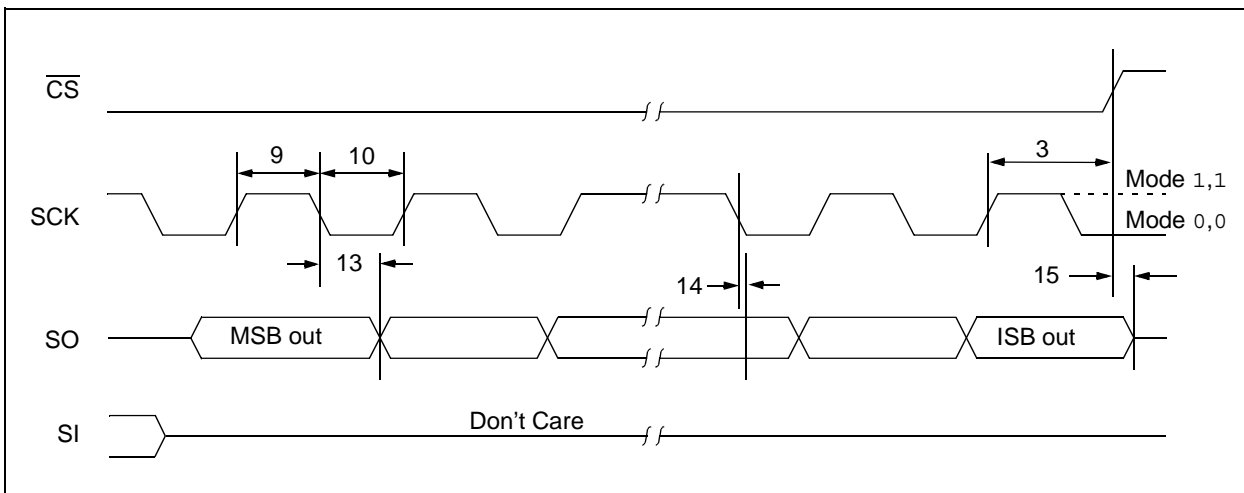 CS
9
10
3
Mode 1,1
SCK
Mode 0,0
13
14
15
SO
MSB out
ISB out
Don't Care
SI